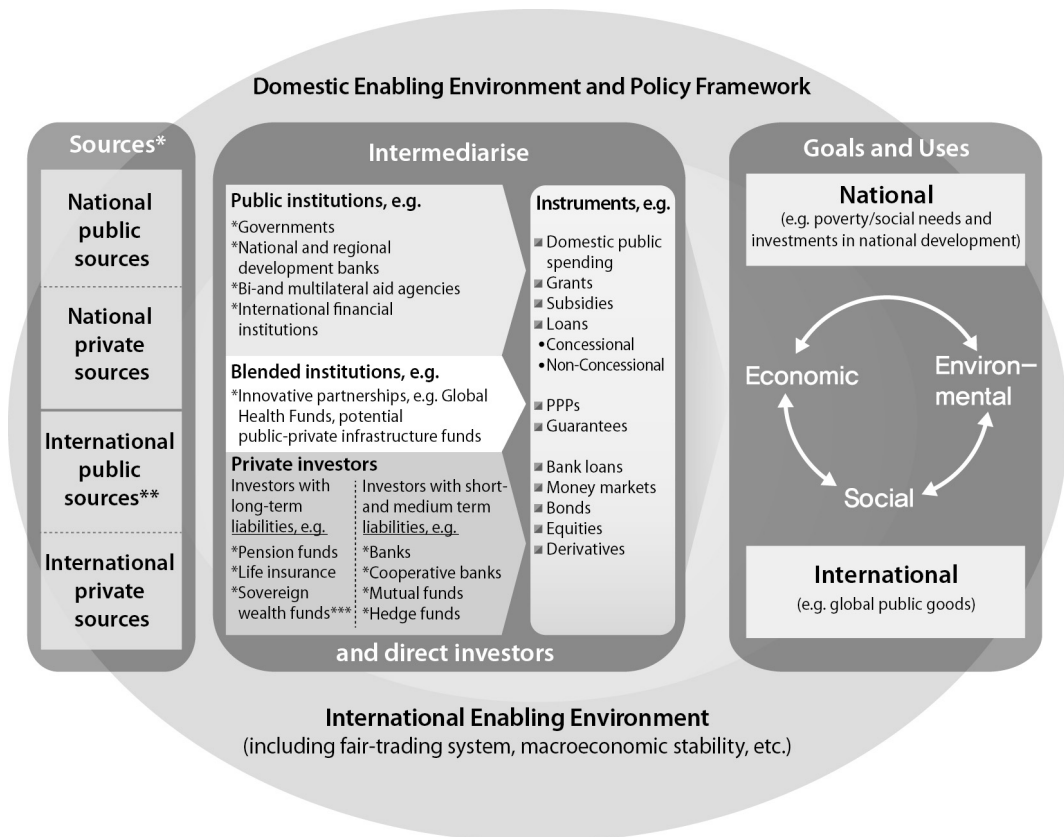 Domestic Enabling Environment and Policy Framework
Sources*
National
public
sources
National
private
sources
International
public
sources**
International
private
sources
Intermediarise
Public institutions, e.g.
*Governments
*National and regional
development banks
*Bi-and multilateral aid agencies
*International financial
institutions
Blended institutions, e.g.
*Innovative partnerships, e.g. Global
Health Funds, potential
public-private infrastructure funds
Private investors
Investors with
long-term
liabilities, e.g.
*Pension funds
*Life insurance
*Sovereign
wealth funds***
Investors with short-
and medium term
liabilities, e.g.
*Banks
*Cooperative banks
*Mutual funds
*Hedge funds
Instruments, e.g.
Domestic public
spending
Grants
Subsidies
Loans
•Concessional
•Non-Concessional
PPPs
Guarantees
Bank loans
Money markets
Bonds
Equities
Derivatives
and direct investors
Goals and Uses
National
(e.g. poverty/social needs and
investments in national development)
Economic
Environ-
mental
Social
International
(e.g. global public goods)
International Enabling Environment
(including fair-trading system, macroeconomic stability, etc.)